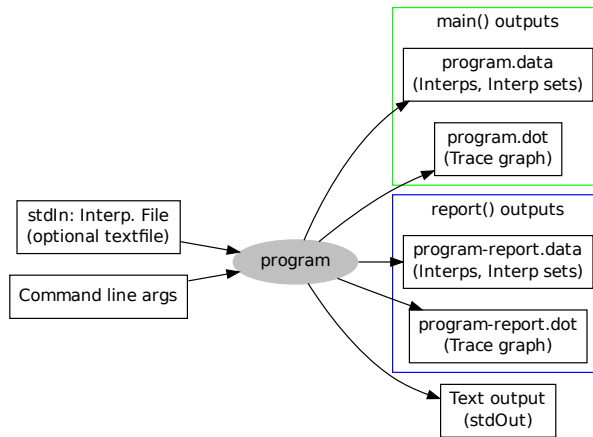 main() outputs
program.data
(Interps, Interp sets)
program.dot
(Trace graph)
stdIn: Interp. File
(optional textfile)
Command line args
program
report() outputs
program-report.data
(Interps, Interp sets)
program-report.dot
(Trace graph)
Text output
(stdOut)